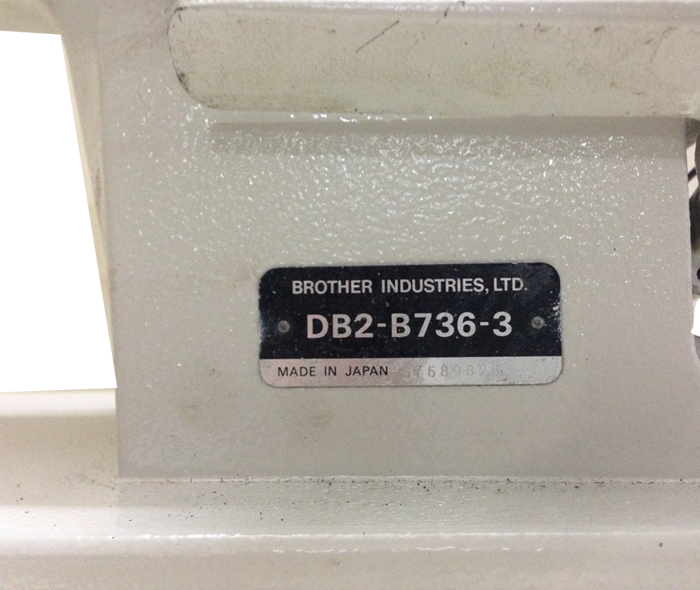 BROTHER INDUSTRIES, LTD.
DB2-B736-3
MADE IN JAPAN